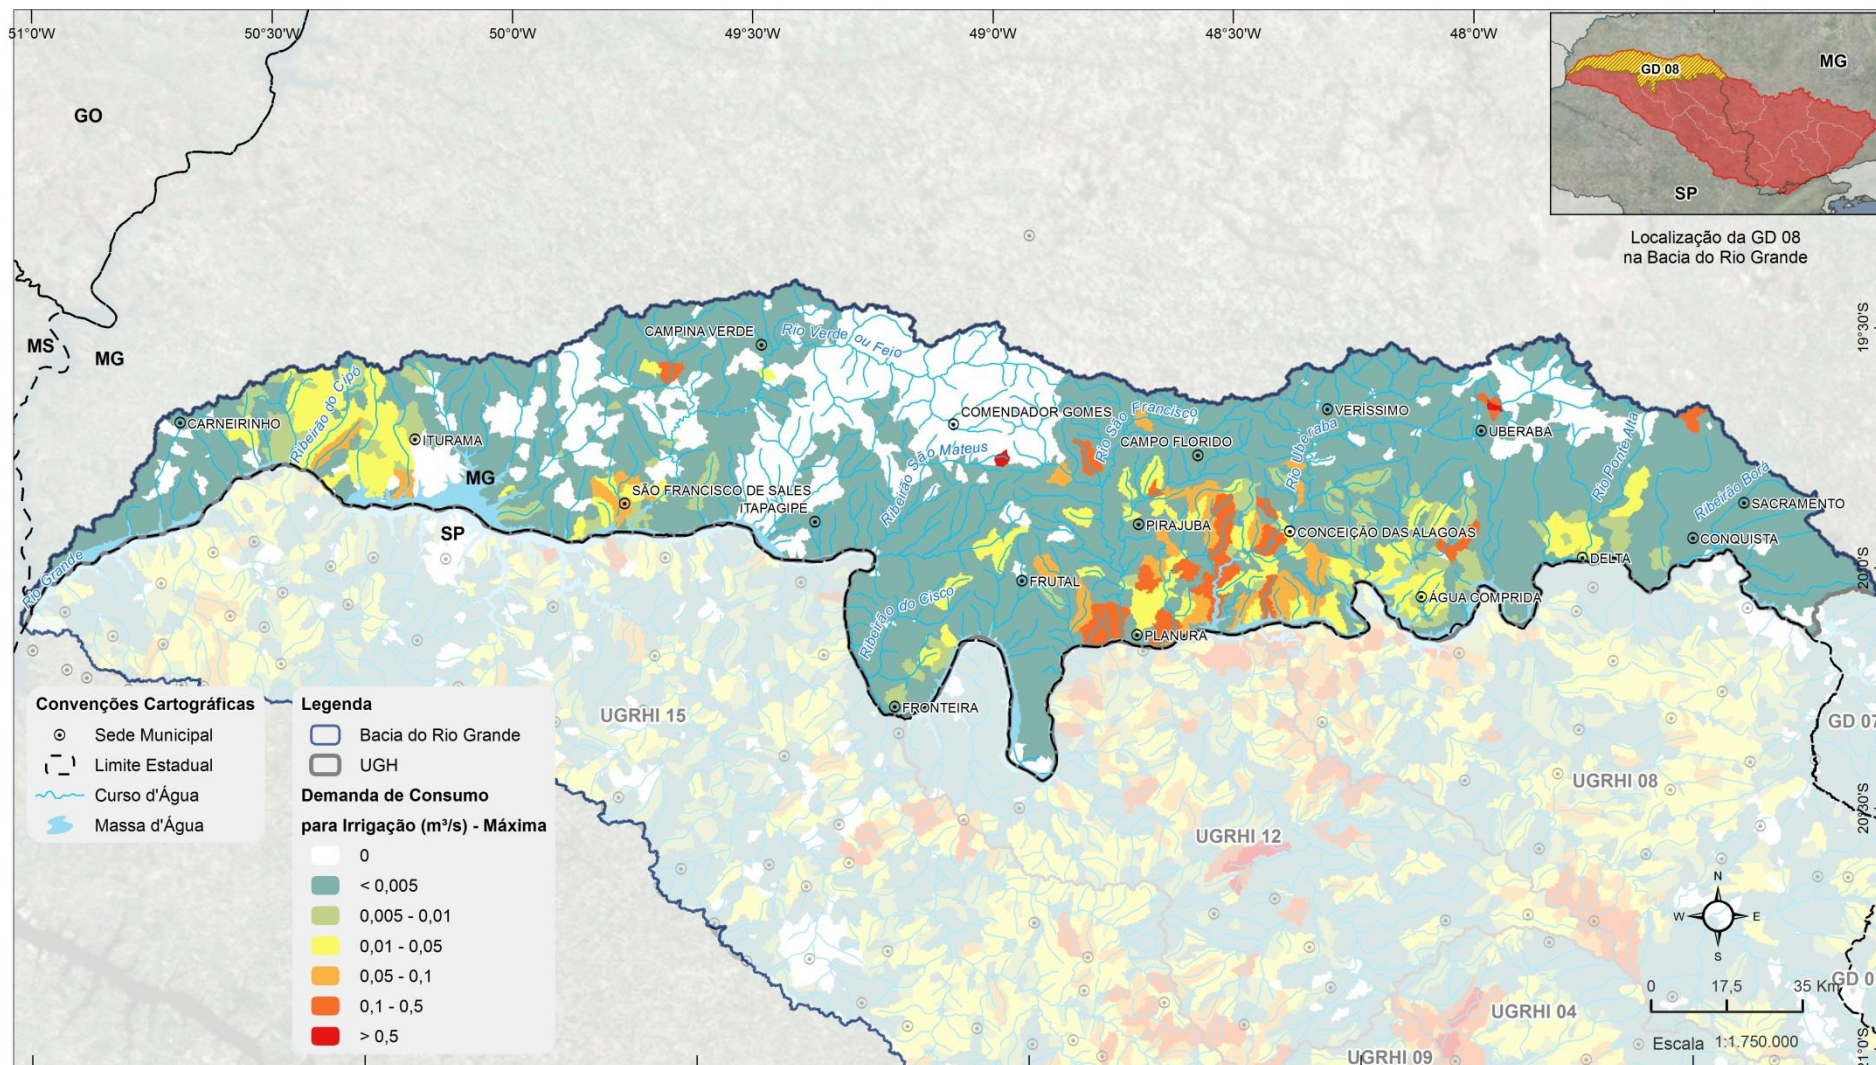 51°0'W
50°30'W
50°0'W
49°30'W
49°0'W
48°30'W
48°0'W
GO
MS
MG
MG
SP
GD 08
MG
SP
Localização da GD 08
na Bacia do Rio Grande
19°30'S
20°0'S
20°30'S
21°0'S
CAMPINA VERDE
Rio Verde ou Feio
CARNEIRINHO
Ribeirão do Cipó
ITURAMA
COMENDADOR GOMES
Rio São Francisco
CAMPO FLORIDO
VERÍSSIMO
UBERABA
Rio Uberaba
Rio Ponte Alta
Ribeirão Borá
SACRAMENTO
SÃO FRANCISCO DE SALES
ITAPAGIPE
Ribeirão São Mateus
PIRAJUBA
CONCEIÇÃO DAS ALAGOAS
CONQUISTA
DELTA
FRUTAL
ÁGUA COMPRIDA
Rio Grande
Ribeirão do Cisco
PLANURA
FRONTEIRA
UGRHI 15
UGRHI 08
UGRHI 12
UGRHI 04
UGRHI 09
GD 07
GD 0
Convenções Cartográficas
Sede Municipal
Limite Estadual
Curso d'Água
Massa d'Água
Legenda
Bacia do Rio Grande
UGH
Demanda de Consumo
para Irrigação (m³/s) - Máxima
0
< 0,005
0,005 - 0,01
0,01 - 0,05
0,05 - 0,1
0,1 - 0,5
> 0,5
N
W
E
S
0 17,5 35 Km
Escala 1:1.750.000